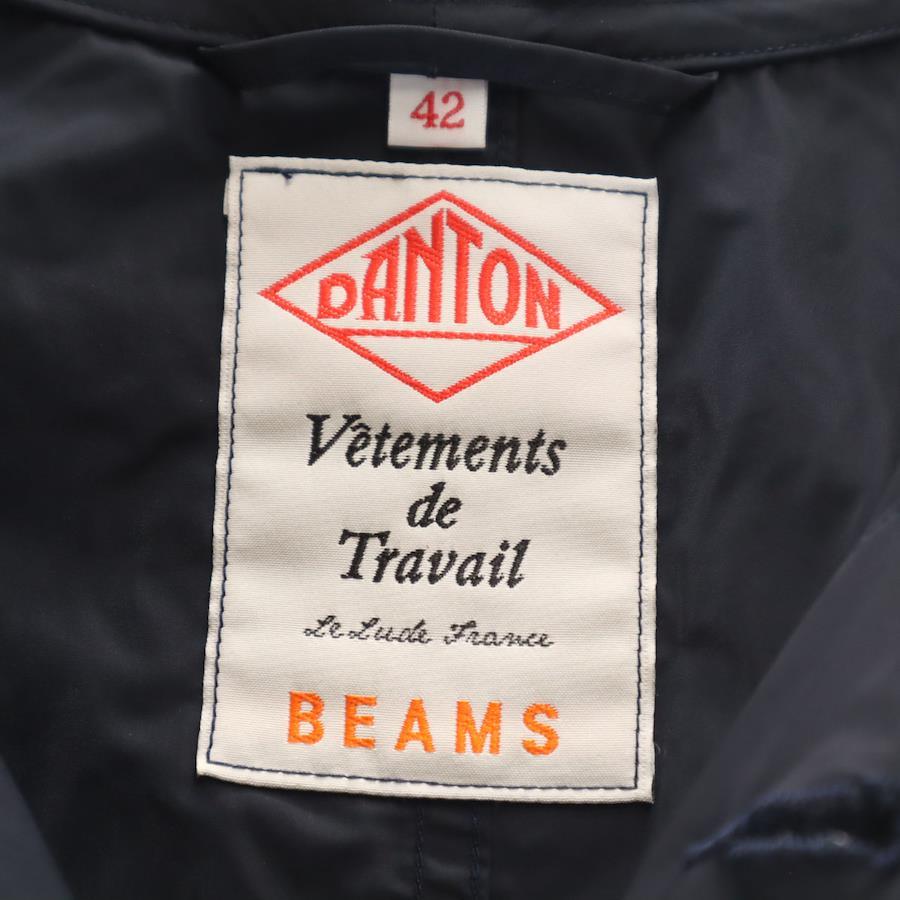 42
DANTON
Vêtements
de
Travail
Le Lude France
BEAMS